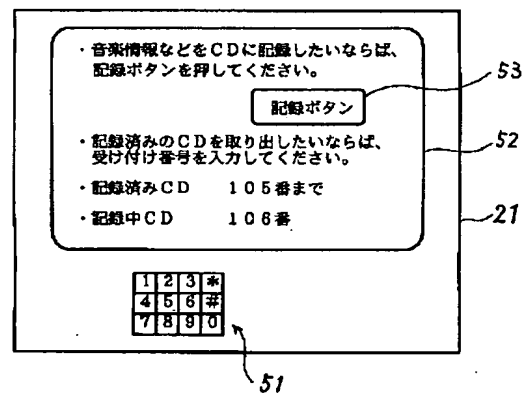 ・音楽情報などをCDに記録したいならば、
記録ボタンを押してください。
記録ボタン
53
・記録済みのCDを取り出したいならば、
受け付け番号を入力してください。
52
・記録済みCD 105番まで
・記録中CD 106番
21
1 2 3 *
4 5 6 #
7 8 9 0
51